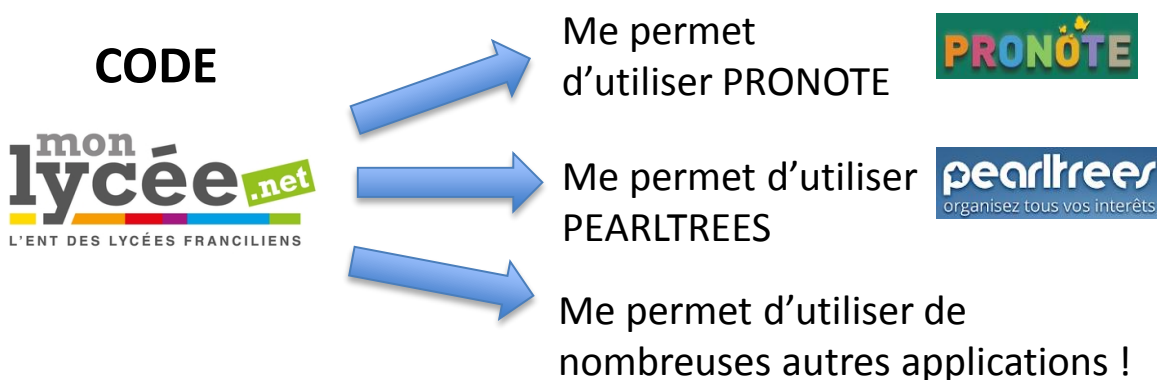 CODE
mon
lycée.net
L'ENT DES LYCÉES FRANCILIENS
Me permet
d’utiliser PRONOTE
PRONOTE
Me permet d’utiliser
PEARLTREES
pearltrees
organisez tous vos interêts
Me permet d’utiliser de
nombreuses autres applications !